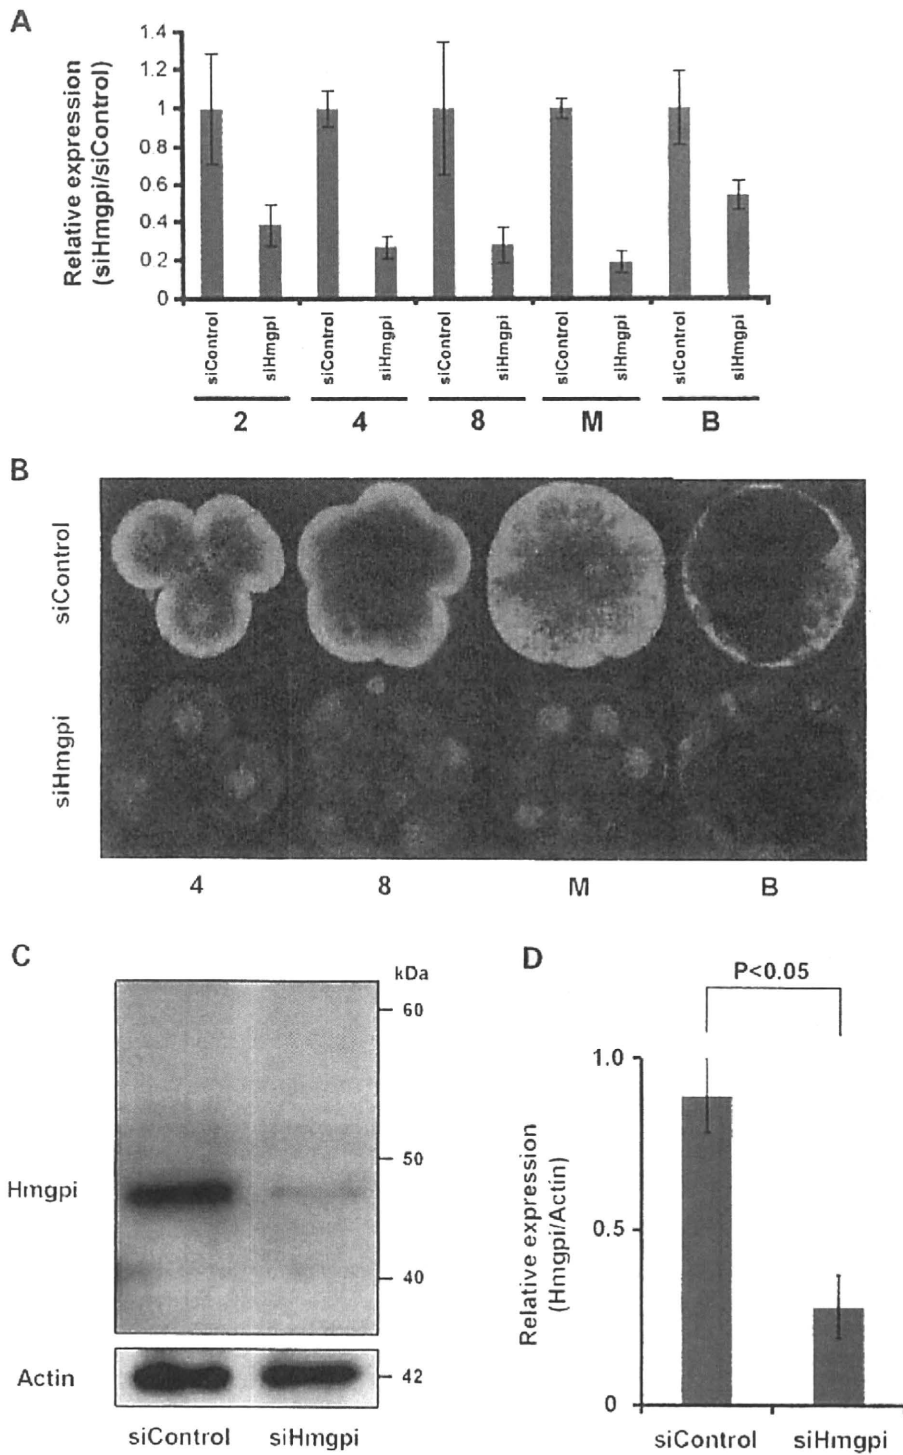 A
Relative expression
(siHmgpi/siControl)
1.4
1.2
1
0.8
0.6
0.4
0.2
0
siControl
siHmgpi
siControl
siHmgpi
siControl
siHmgpi
siControl
siHmgpi
siControl
siHmgpi
2
4
8
M
B
B
siControl
siHmgpi
4
8
M
B
C
kDa
60
50
Hmgpi
40
Actin
42
siControl
siHmgpi
D
P<0.05
Relative expression
(Hmgpi/Actin)
1.0
0.5
0
siControl
siHmgpi